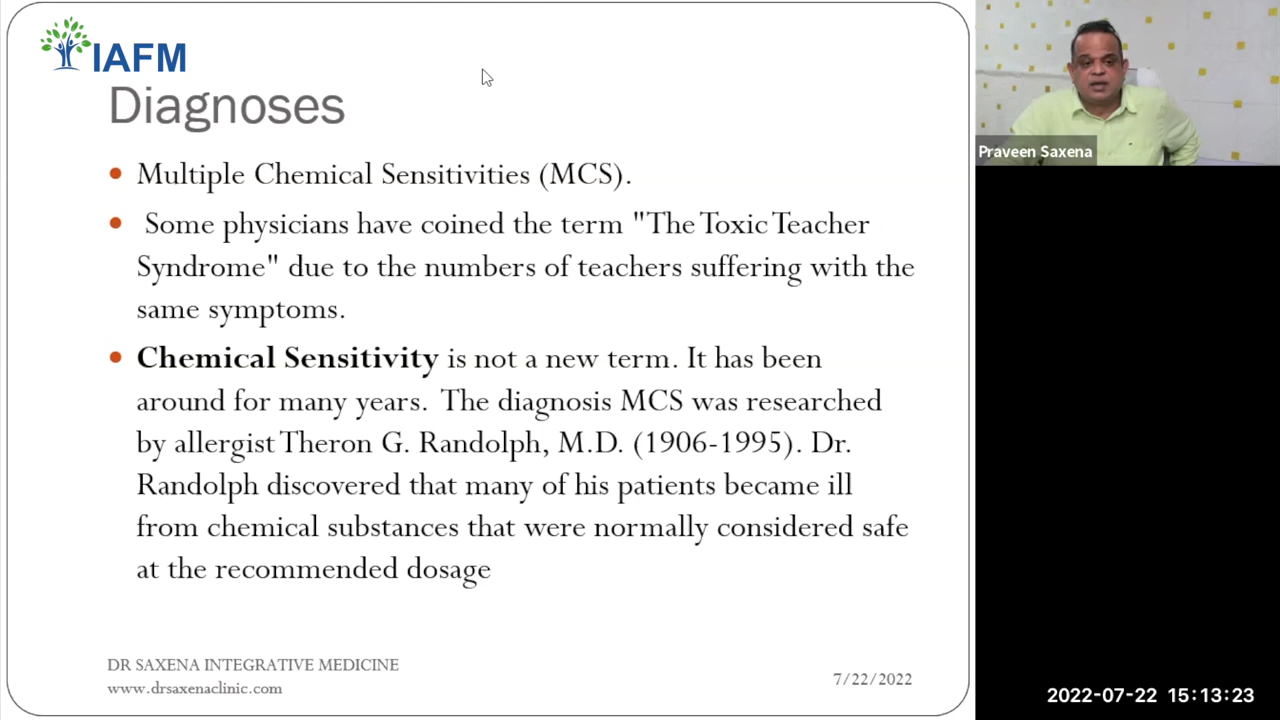 IAFM
Diagnoses
Multiple Chemical Sensitivities (MCS).
Some physicians have coined the term "The Toxic Teacher
Syndrome" due to the numbers of teachers suffering with the
same symptoms.
Chemical Sensitivity is not a new term. It has been
around for many years. The diagnosis MCS was researched
by allergist Theron G. Randolph, M.D. (1906-1995). Dr.
Randolph discovered that many of his patients became ill
from chemical substances that were normally considered safe
at the recommended dosage
DR SAXENA INTEGRATIVE MEDICINE
www.drsaxenaclinic.com
7/22/2022
Praveen Saxena
2022-07-22 15:13:23